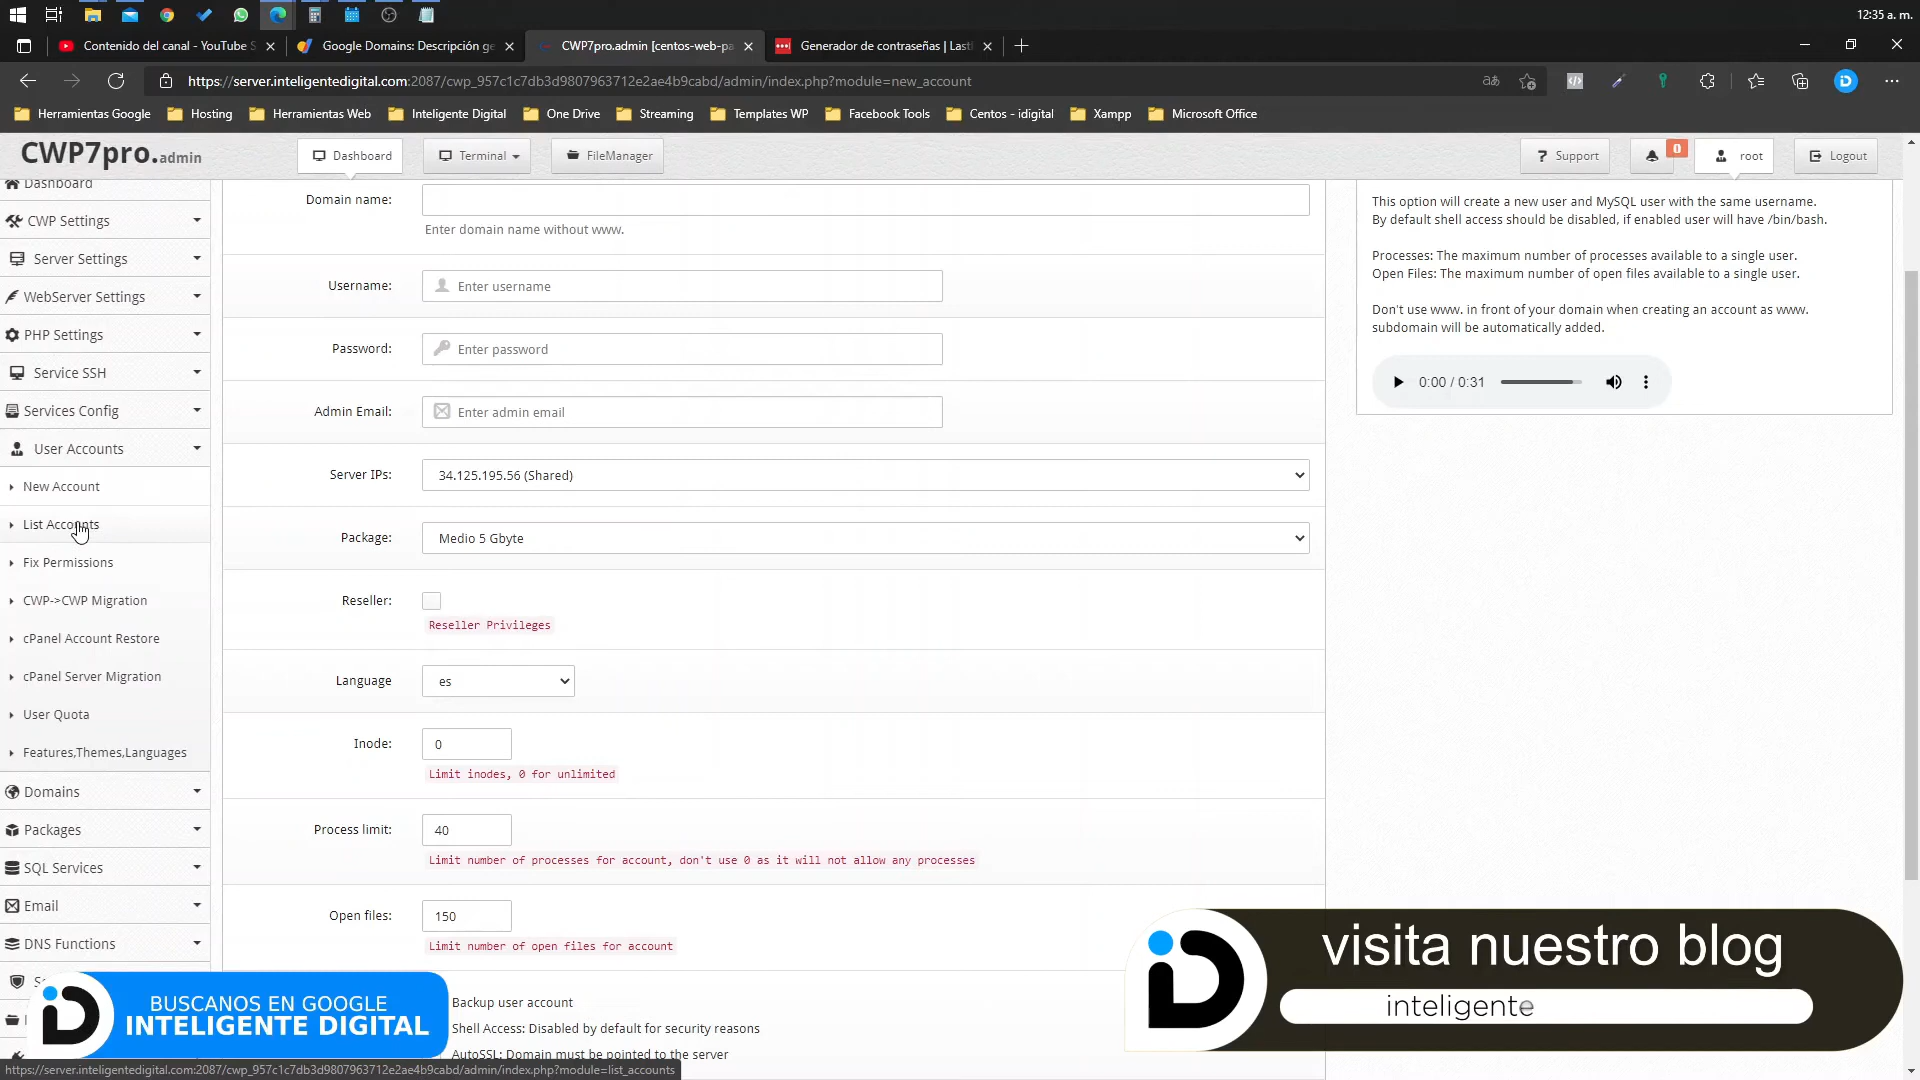 12:35 a. m.
Contenido del canal - YouTube S
Google Domains: Descripción ge
CWP7pro.admin [centos-web-pa
Generador de contraseñas | Last
https://server.inteligentedigital.com:2087/cwp_957c1c7db3d9807963712e2ae4b9cabd/admin/index.php?module=new_account
Herramientas Google
Hosting
Herramientas Web
Inteligente Digital
One Drive
Streaming
Templates WP
Facebook Tools
Centos - idigital
Xampp
Microsoft Office
CWP7pro.admin
Dashboard
Terminal
FileManager
Support
0
root
Logout
Dashboard
CWP Settings
Server Settings
WebServer Settings
PHP Settings
Service SSH
Services Config
User Accounts
New Account
List Accounts
Fix Permissions
CWP->CWP Migration
cPanel Account Restore
cPanel Server Migration
User Quota
Features,Themes,Languages
Domains
Packages
SQL Services
Email
DNS Functions
Domain name:
Enter domain name without www.
Username:
Enter username
Password:
Enter password
Admin Email:
Enter admin email
Server IPs:
34.125.195.56 (Shared)
Package:
Medio 5 Gbyte
Reseller:
Reseller Privileges
Language
es
Inode:
0
Limit inodes, 0 for unlimited
Process limit:
40
Limit number of processes for account, don't use 0 as it will not allow any processes
Open files:
150
Limit number of open files for account
Backup user account
Shell Access: Disabled by default for security reasons
AutoSSL: Domain must be pointed to the server
This option will create a new user and MySQL user with the same username.
By default shell access should be disabled, if enabled user will have /bin/bash.
Processes: The maximum number of processes available to a single user.
Open Files: The maximum number of open files available to a single user.
Don't use www. in front of your domain when creating an account as www.
subdomain will be automatically added.
0:00 / 0:31
BUSCANOS EN GOOGLE
INTELIGENTE DIGITAL
visita nuestro blog
inteligente
https://server.inteligentedigital.com:2087/cwp_957c1c7db3d9807963712e2ae4b9cabd/admin/index.php?module=list_accounts